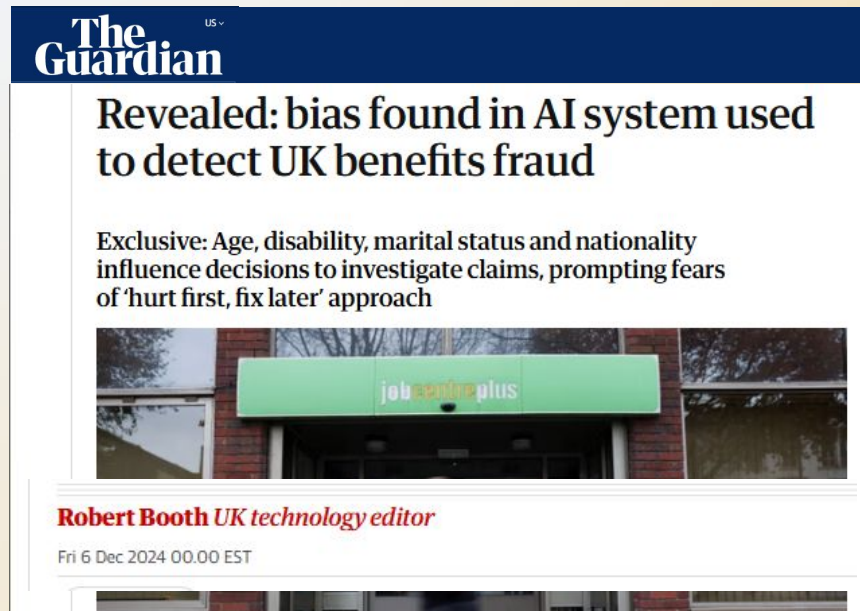 The
Guardian
US
Revealed: bias found in AI system used
to detect UK benefits fraud
Exclusive: Age, disability, marital status and nationality
influence decisions to investigate claims, prompting fears
of ‘hurt first, fix later’ approach
jobcentreplus
Robert Booth UK technology editor
Fri 6 Dec 2024 00.00 EST